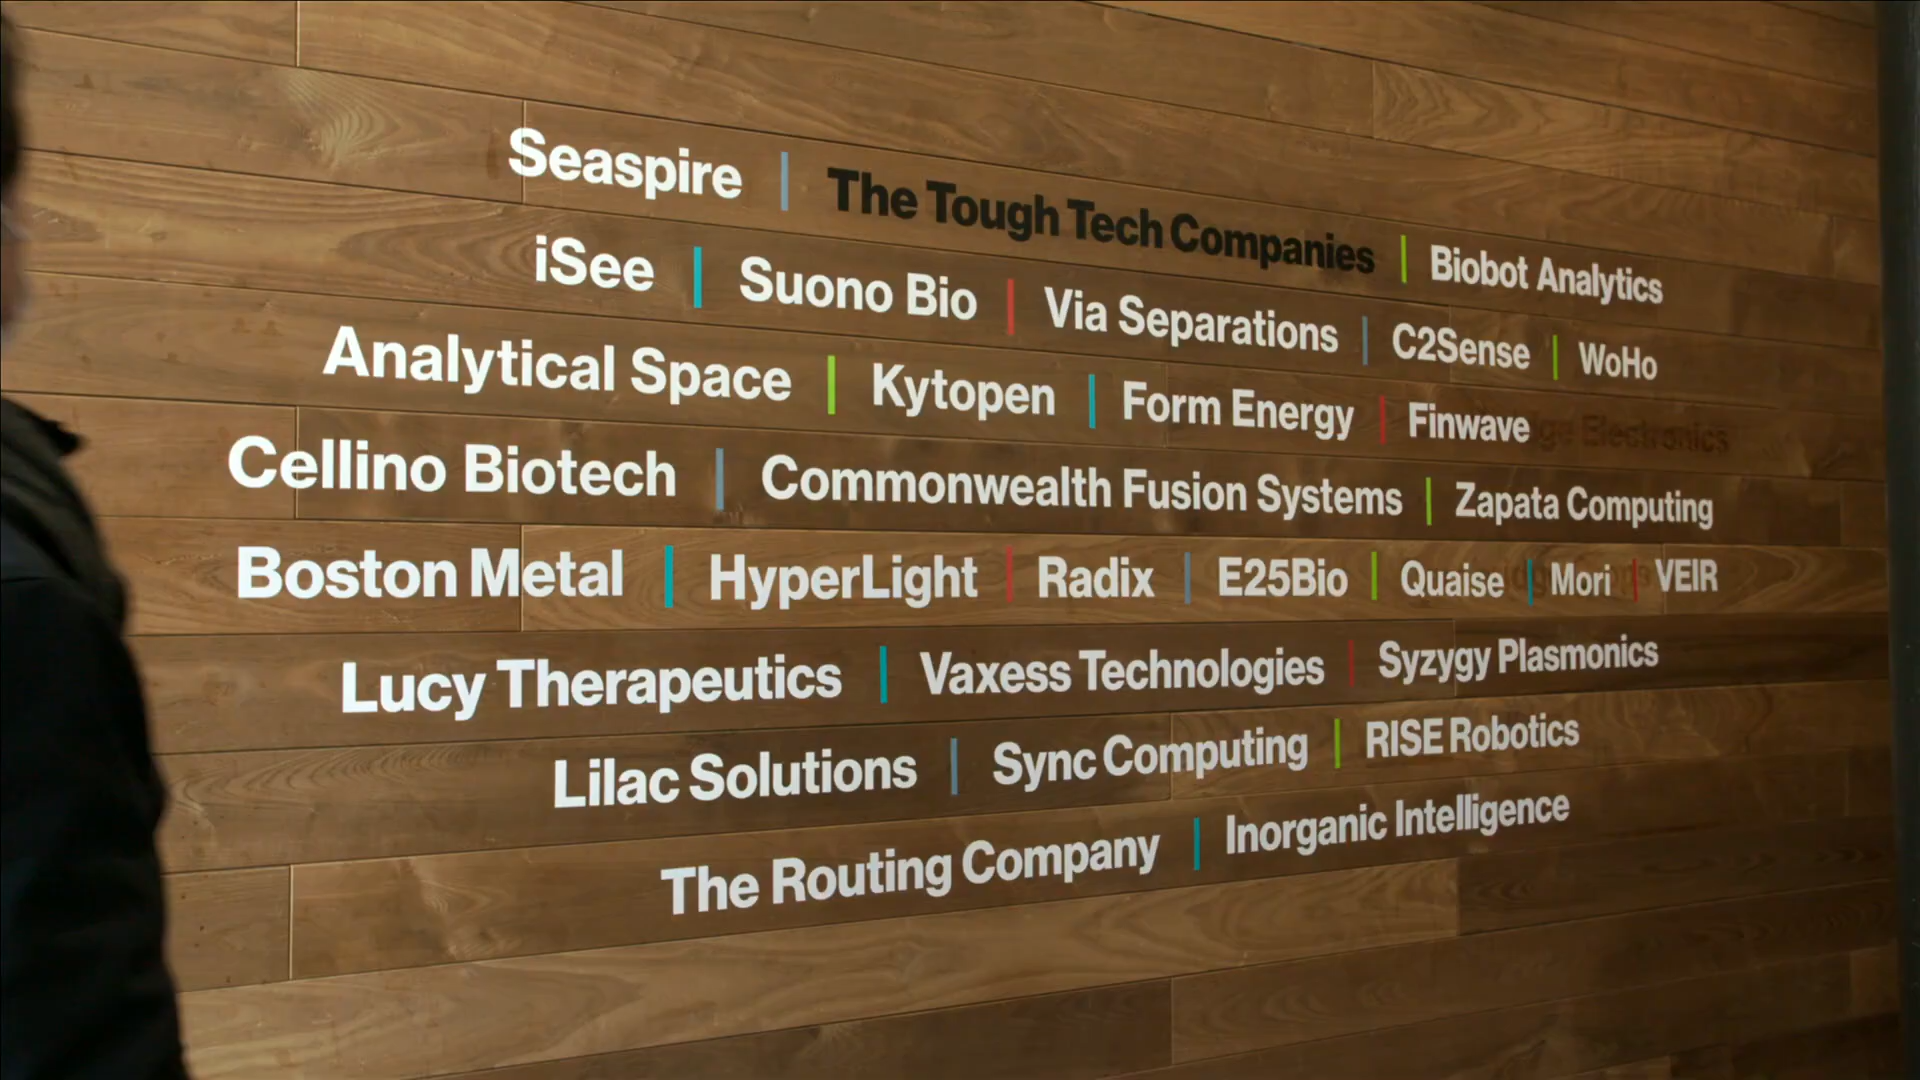 Seaspire | The Tough Tech Companies | Biobot Analytics
iSee | Suono Bio | Via Separations | C2Sense | WoHo
Analytical Space | Kytopen | Form Energy | Finwave
Cellino Biotech | Commonwealth Fusion Systems | Zapata Computing
Boston Metal | HyperLight | Radix | E25Bio | Quaise | Mori | VEIR
Lucy Therapeutics | Vaxess Technologies | Syzygy Plasmonics
Lilac Solutions | Sync Computing | RISE Robotics
The Routing Company | Inorganic Intelligence